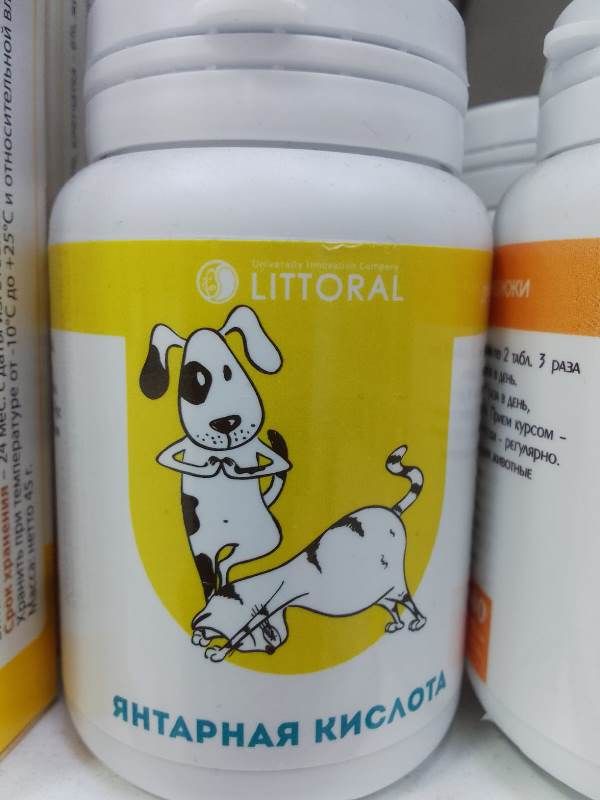 University Innovation Company
LITTORAL
ЯНТАРНАЯ КИСЛОТА
2 табл. 3 РАЗА
день.
в день,
Прием курсом –
- регулярно.
животные
Срок хранения – 24 мес. с
Хранить при температуре от -10°С до +25°С и относительной вл
Масса: нетто 45 г.